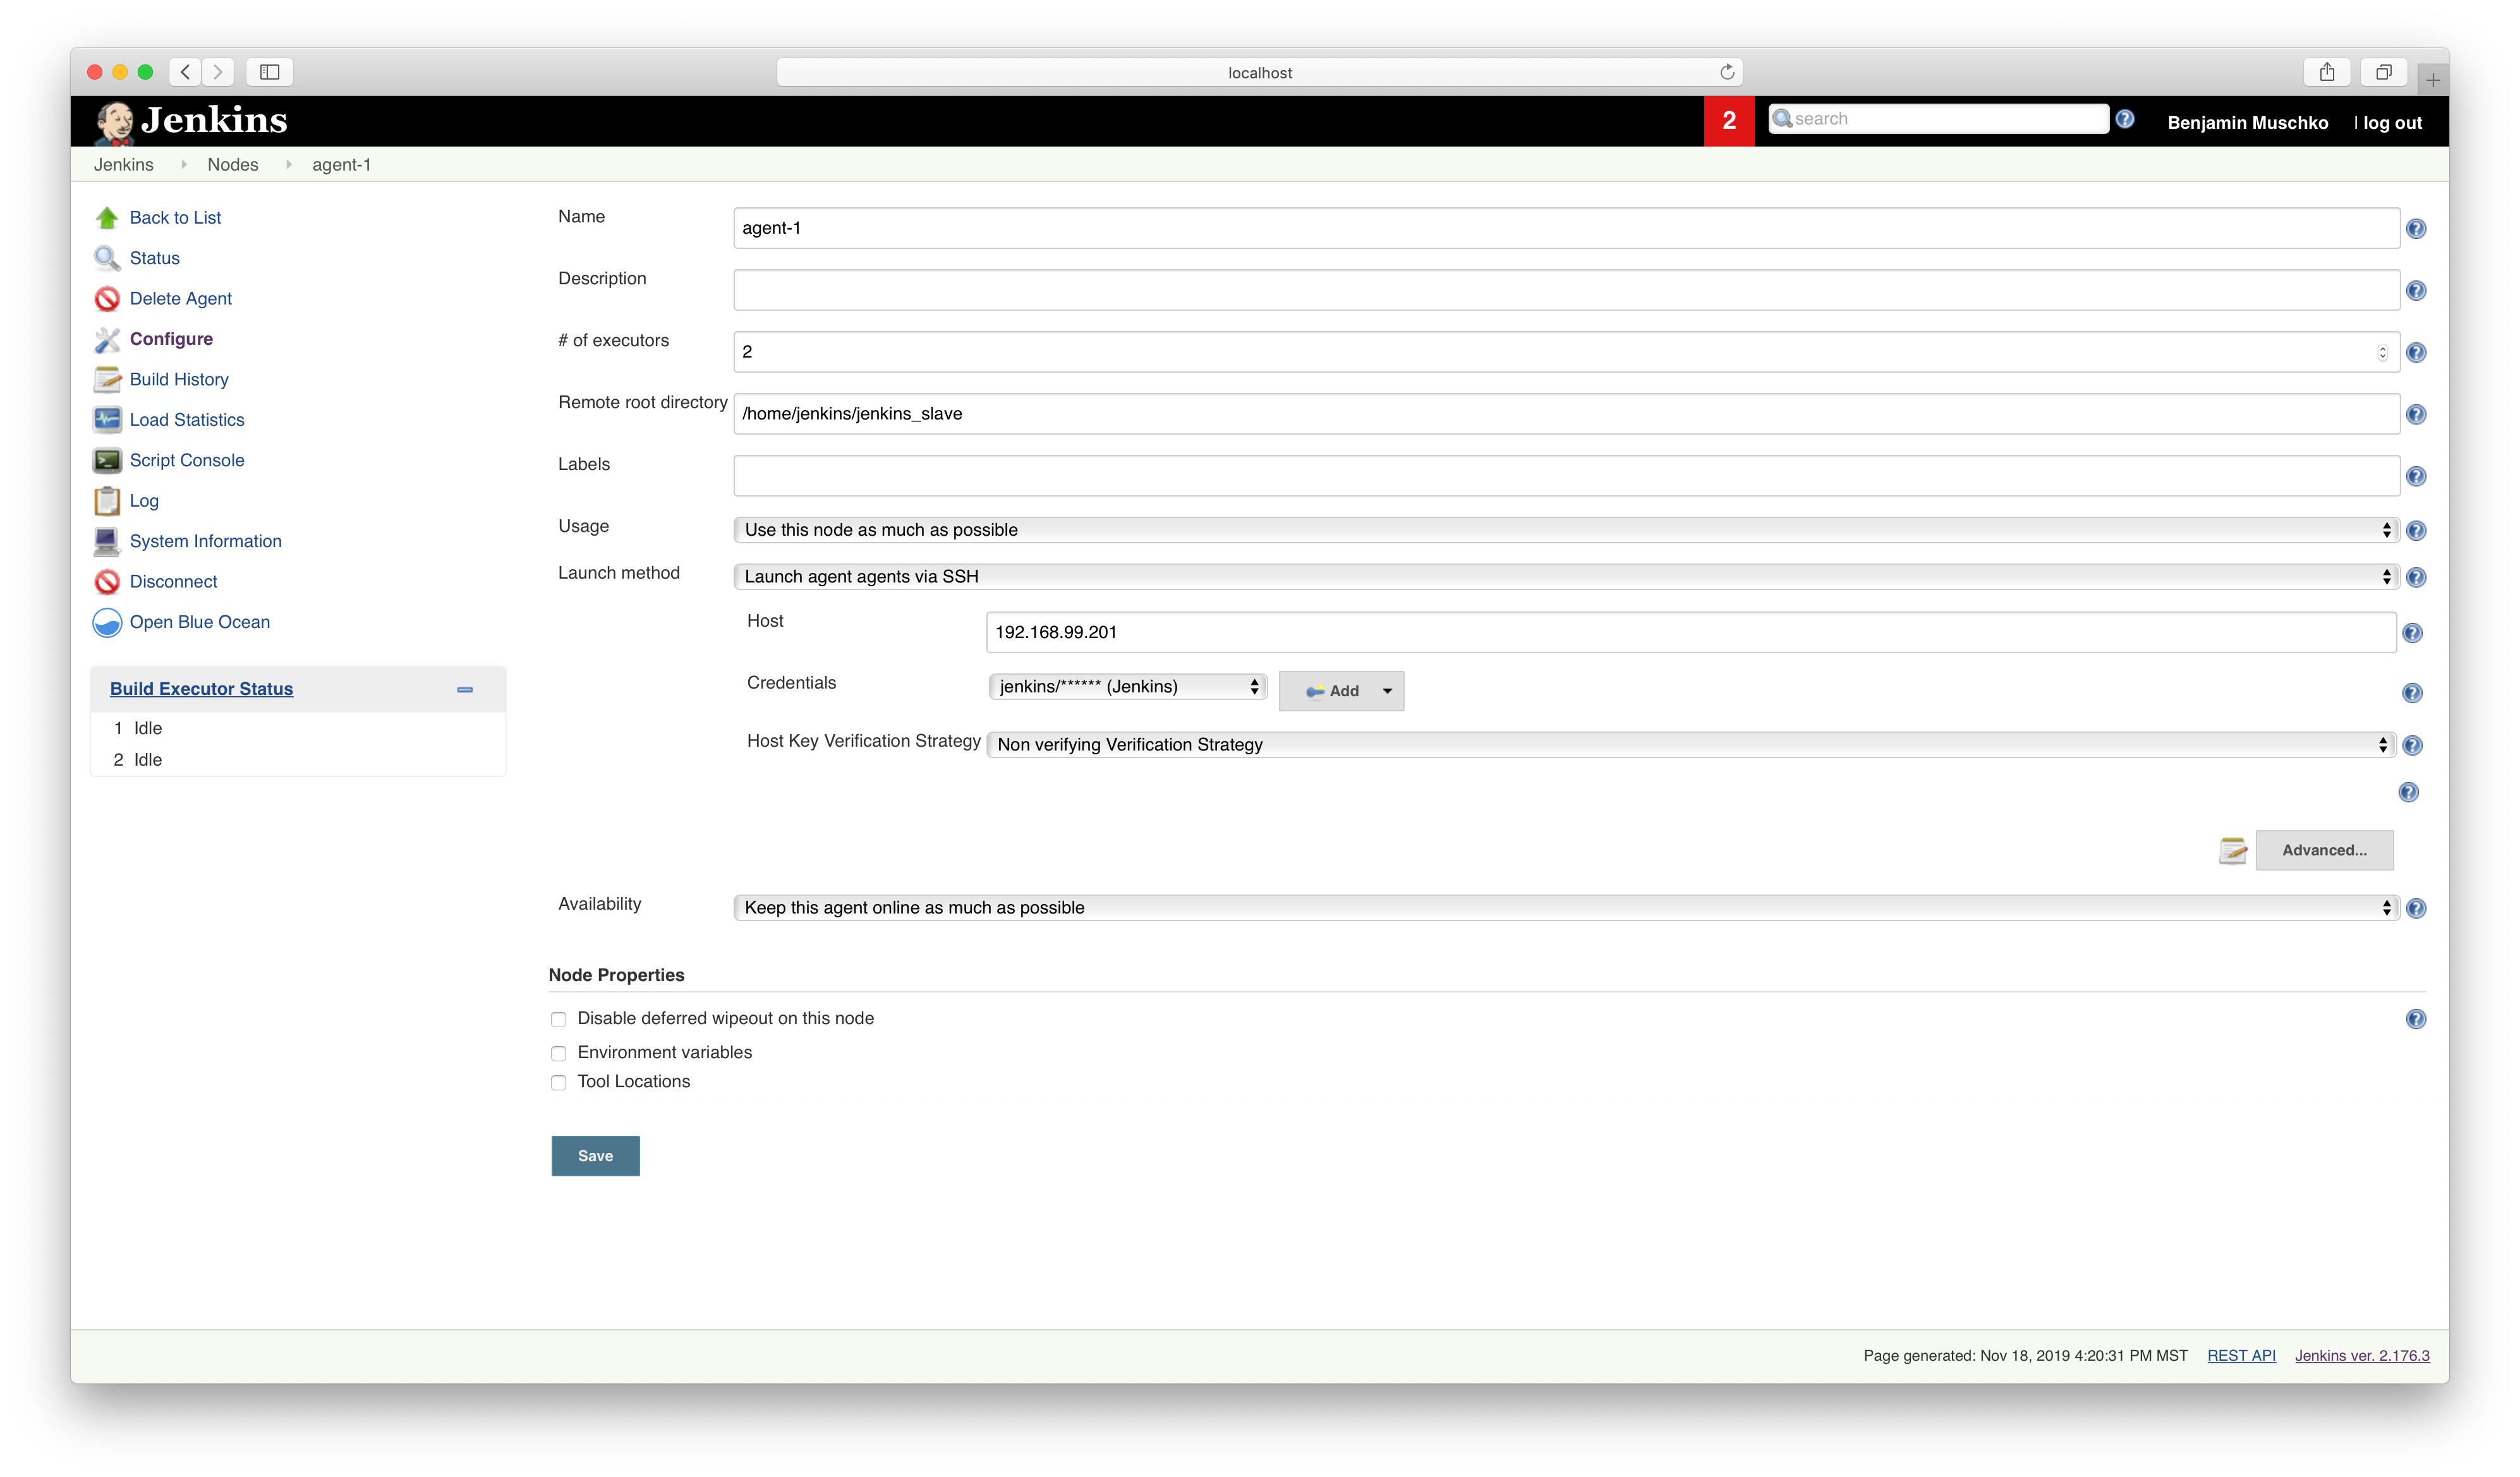 localhost
Jenkins
2
search
Benjamin Muschko
| log out
Jenkins
Nodes
agent-1
Back to List
Status
Delete Agent
Configure
Build History
Load Statistics
Script Console
Log
System Information
Disconnect
Open Blue Ocean
Build Executor Status
1 Idle
2 Idle
Name
agent-1
Description
# of executors
2
Remote root directory
/home/jenkins/jenkins_slave
Labels
Usage
Use this node as much as possible
Launch method
Launch agent agents via SSH
Host
192.168.99.201
Credentials
jenkins/****** (Jenkins)
Add
Host Key Verification Strategy
Non verifying Verification Strategy
Advanced...
Availability
Keep this agent online as much as possible
Node Properties
Disable deferred wipeout on this node
Environment variables
Tool Locations
Save
Page generated: Nov 18, 2019 4:20:31 PM MST
REST API
Jenkins ver. 2.176.3